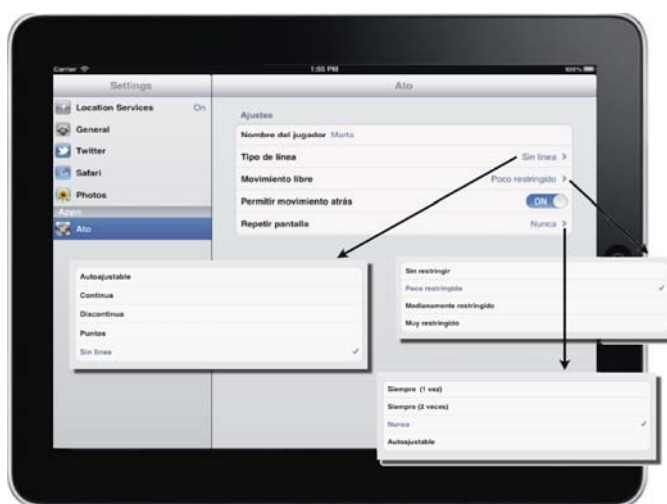 Carrier
1:55 PM
100%
Settings
Ato
Location Services On
General
Twitter
Safari
Photos
Apps
Ato
Ajustes
Nombre del jugador Marta
Tipo de línea Sin línea
Movimiento libre Poco restringido
Permitir movimiento atrás ON
Repetir pantalla Nunca
Autoajustable
Continua
Discontinua
Puntos
Sin línea
Sin restringir
Poco restringido
Medianamente restringido
Muy restringido
Siempre (1 vez)
Siempre (2 veces)
Nunca
Autoajustable